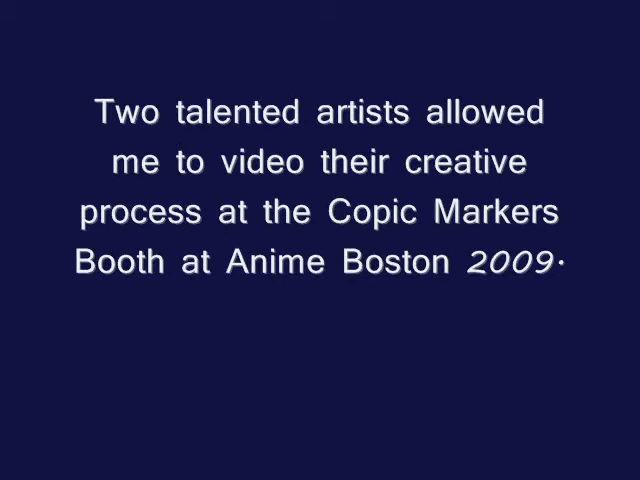 Two talented artists allowed
me to video their creative
process at the Copic Markers
Booth at Anime Boston 2009.